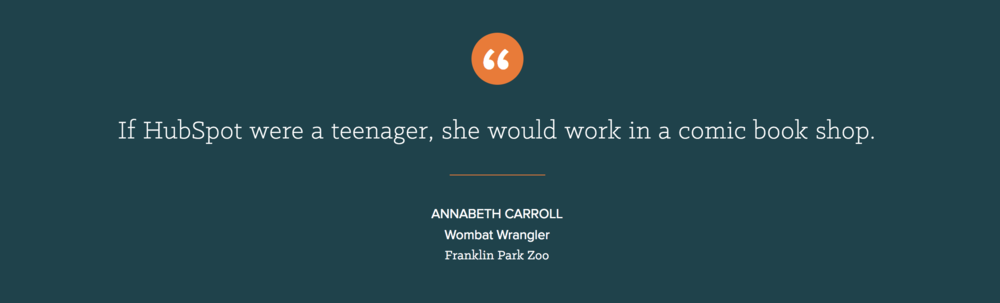 “
If HubSpot were a teenager, she would work in a comic book shop.
ANNABETH CARROLL
Wombat Wrangler
Franklin Park Zoo